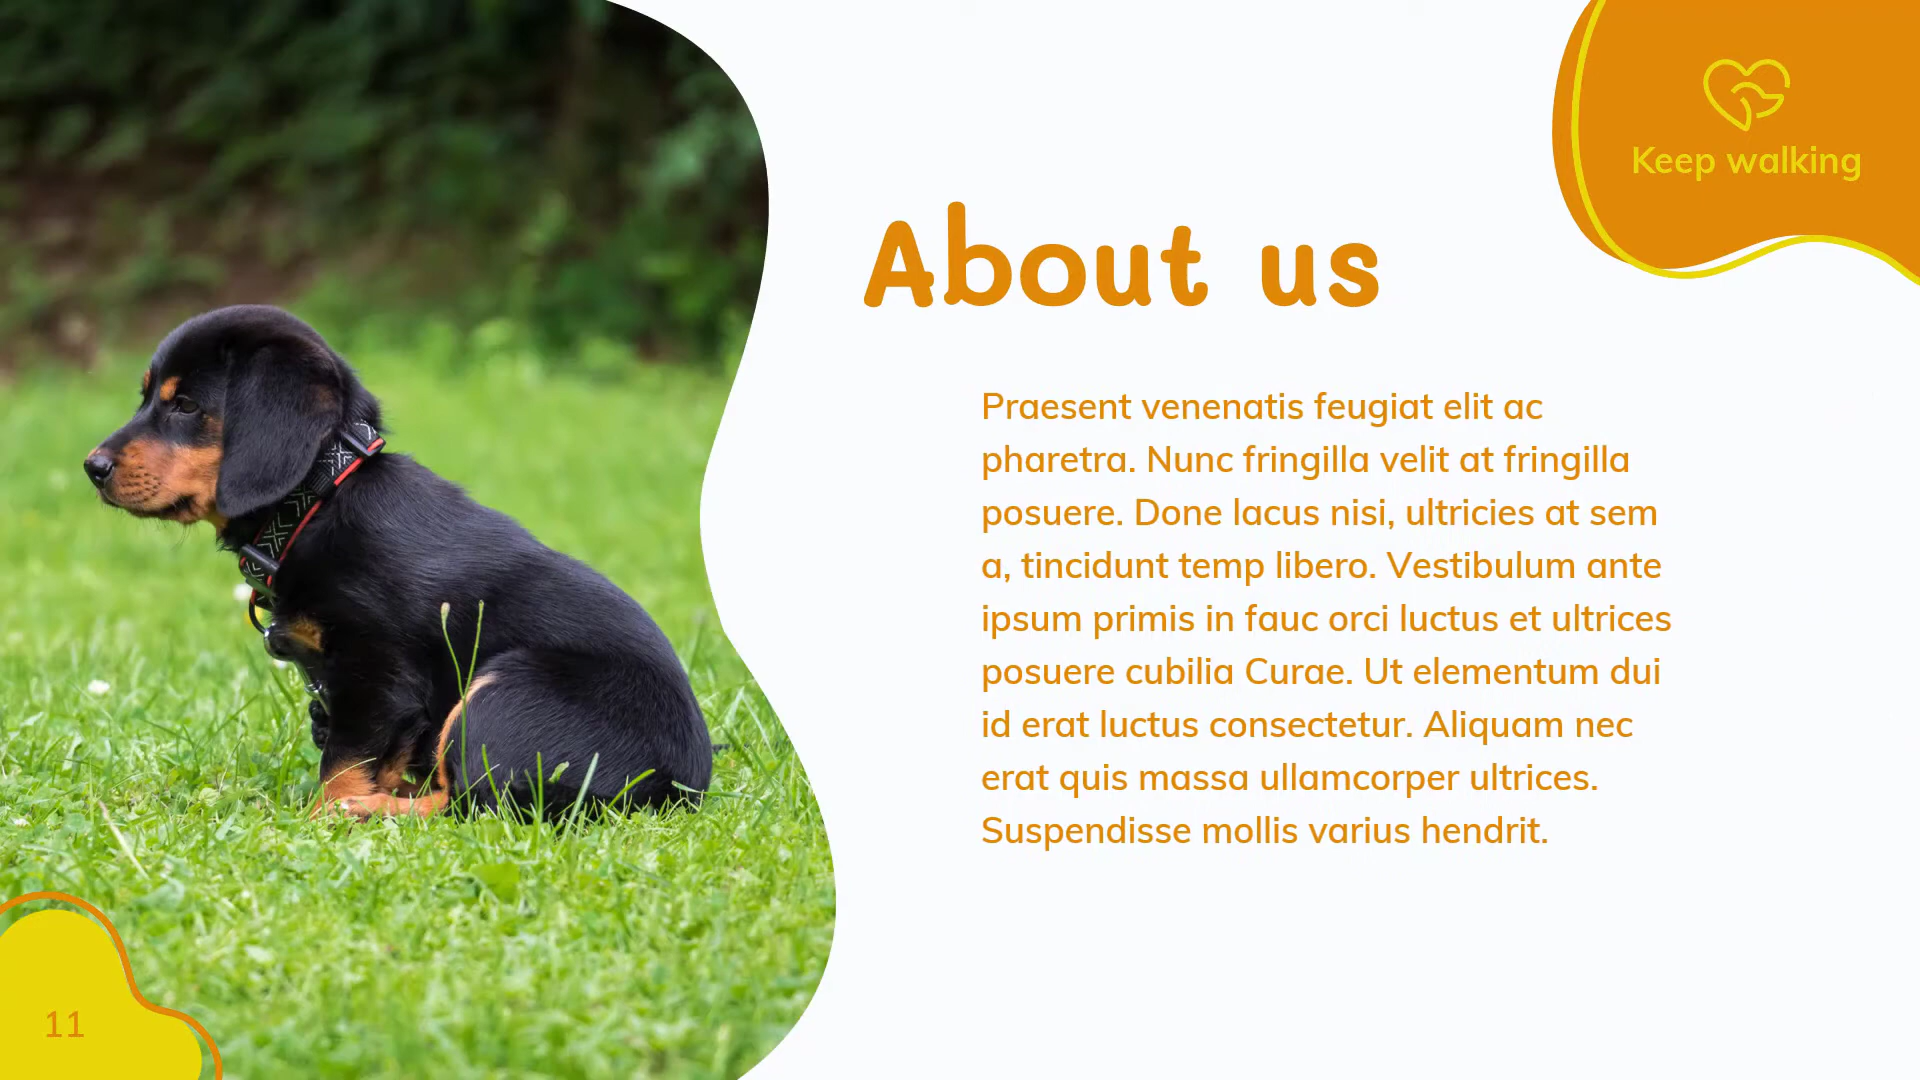 Keep walking
About us
Praesent venenatis feugiat elit ac
pharetra. Nunc fringilla velit at fringilla
posuere. Done lacus nisi, ultricies at sem
a, tincidunt temp libero. Vestibulum ante
ipsum primis in fauc orci luctus et ultrices
posuere cubilia Curae. Ut elementum dui
id erat luctus consectetur. Aliquam nec
erat quis massa ullamcorper ultrices.
Suspendisse mollis varius hendrit.
11